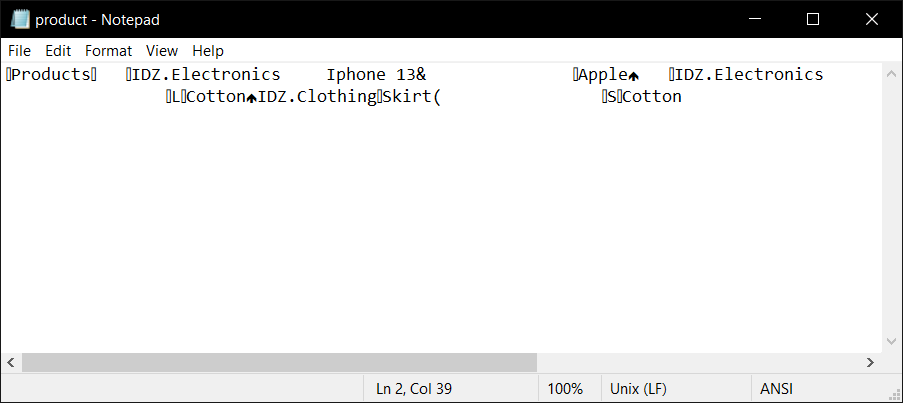 product - Notepad
File Edit Format View Help
▯Products▯ ▯IDZ.Electronics Iphone 13& ▯Apple♠ ▯IDZ.Electronics
▯L▯Cotton♠IDZ.Clothing▯Skirt( ▯S▯Cotton
Ln 2, Col 39 100% Unix (LF) ANSI